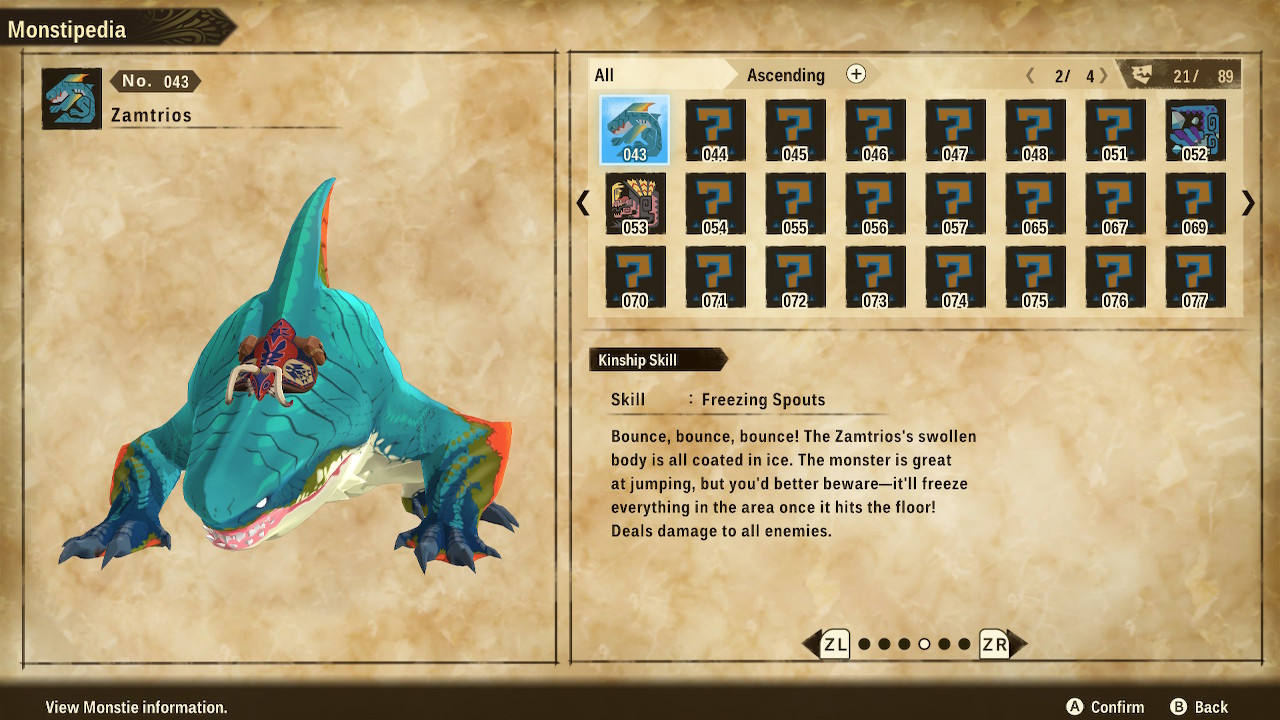 Monstipedia
No. 043
Zamtrios
All
Ascending
2/ 4
21/ 89
043 044 045 046 047 048 051 052
053 054 055 056 057 065 067 069
070 071 072 073 074 075 076 077
Kinship Skill
Skill : Freezing Spouts
Bounce, bounce, bounce! The Zamtrios's swollen
body is all coated in ice. The monster is great
at jumping, but you'd better beware—it'll freeze
everything in the area once it hits the floor!
Deals damage to all enemies.
ZL ZR
View Monstie information.
A Confirm B Back